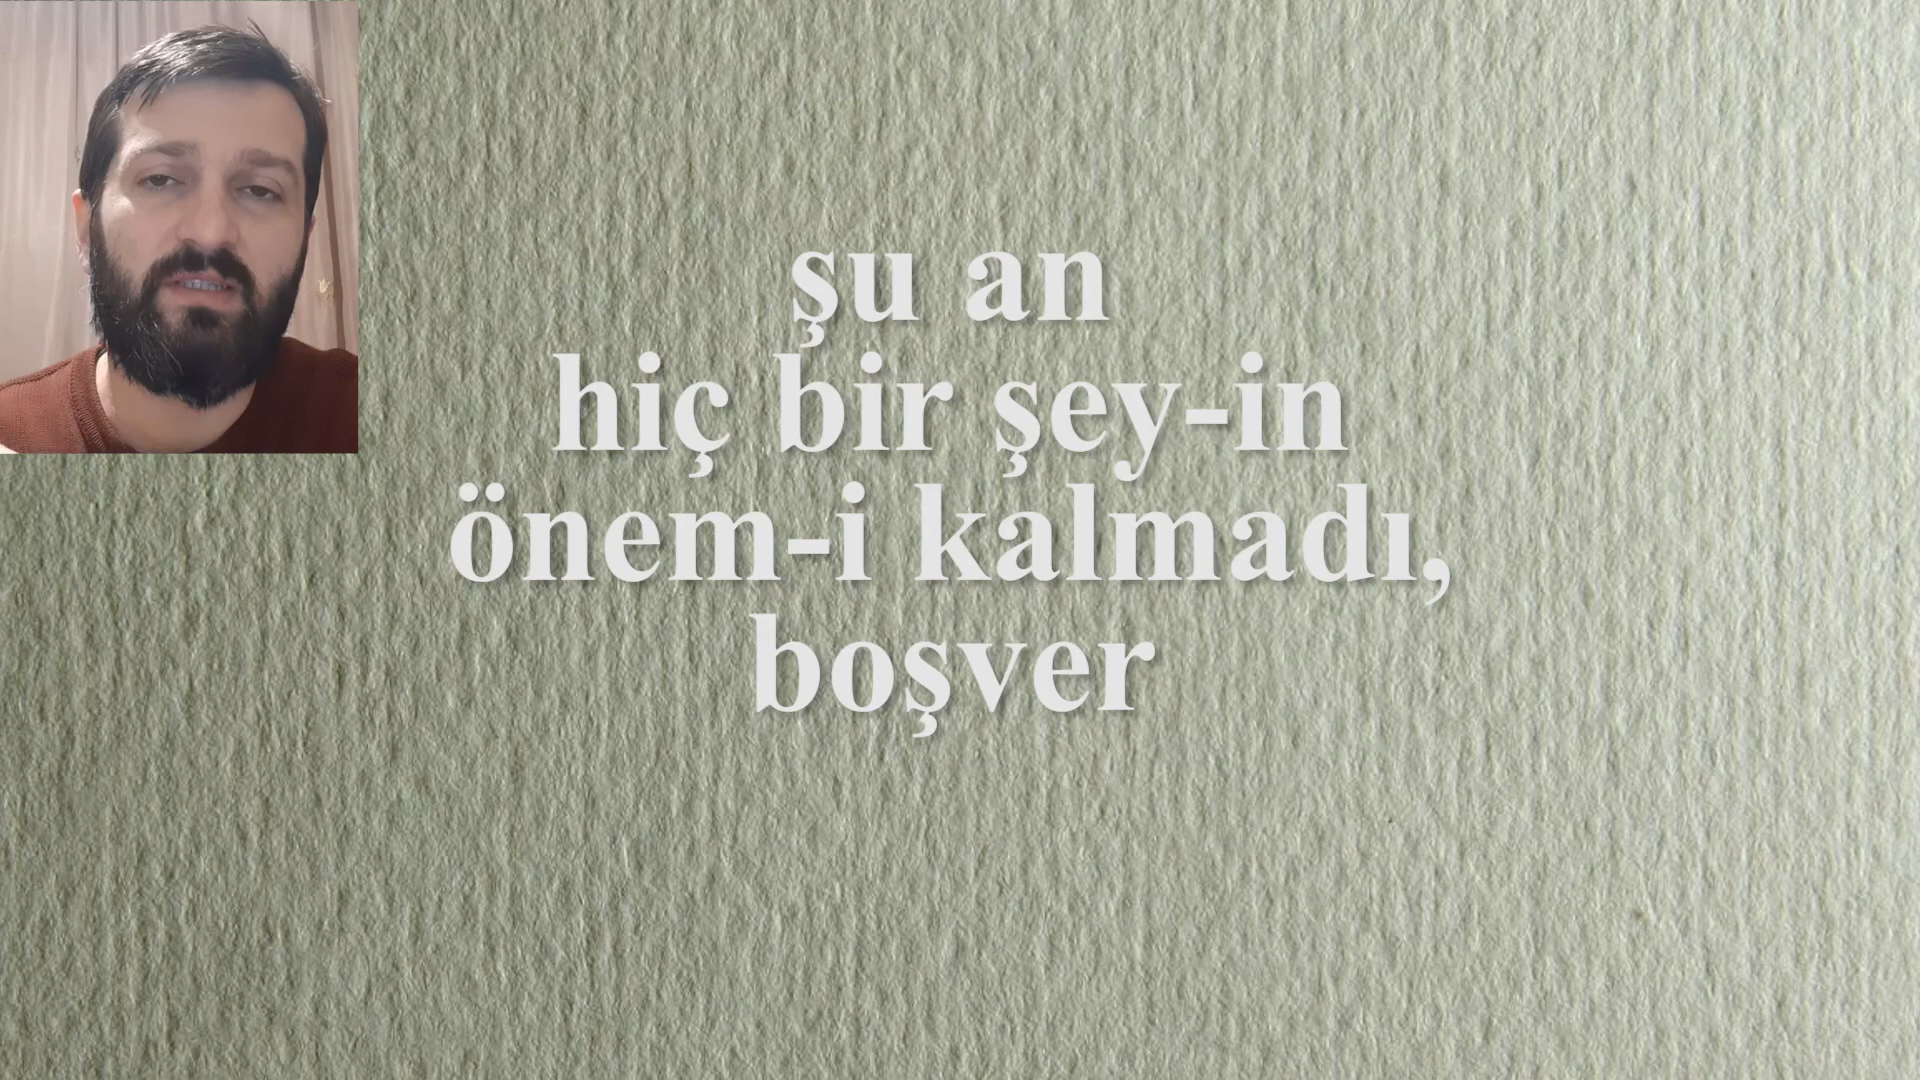 şu an
hiç bir şey-in
önem-i kalmadı,
boşver